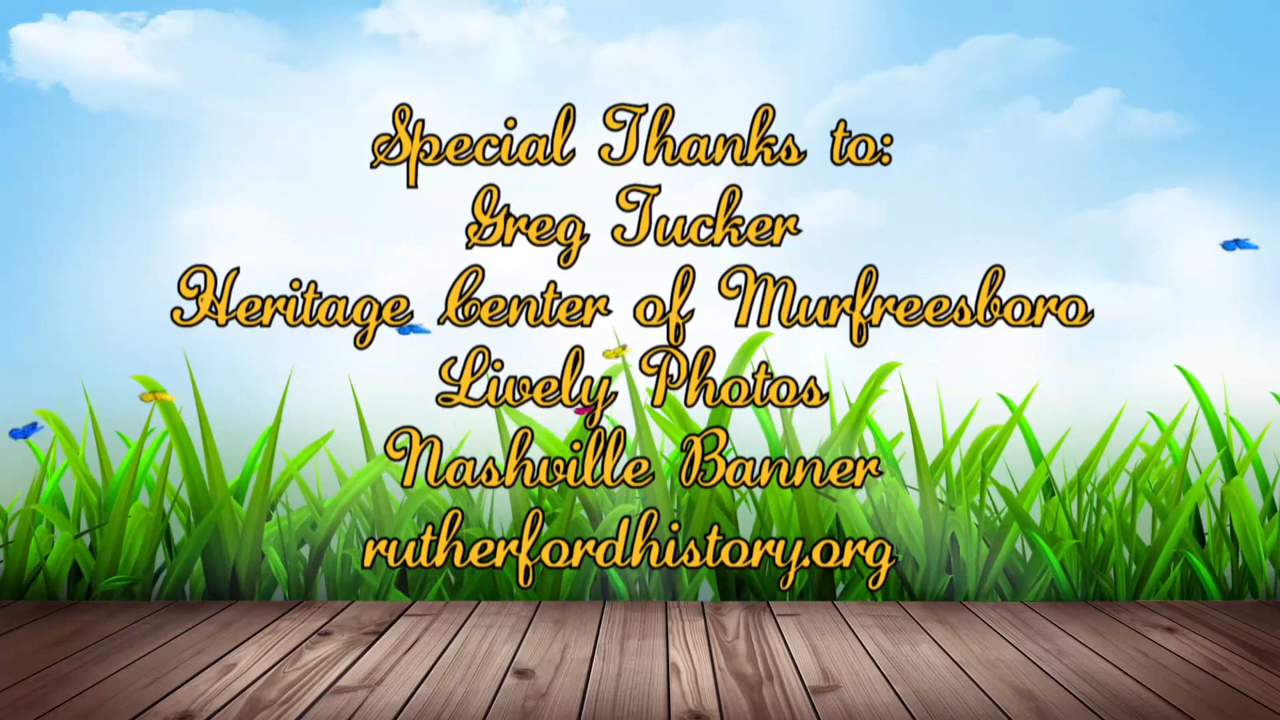 Special Thanks to:
Greg Tucker
Heritage Center of Murfreesboro
Lively Photos
Nashville Banner
rutherfordhistory.org